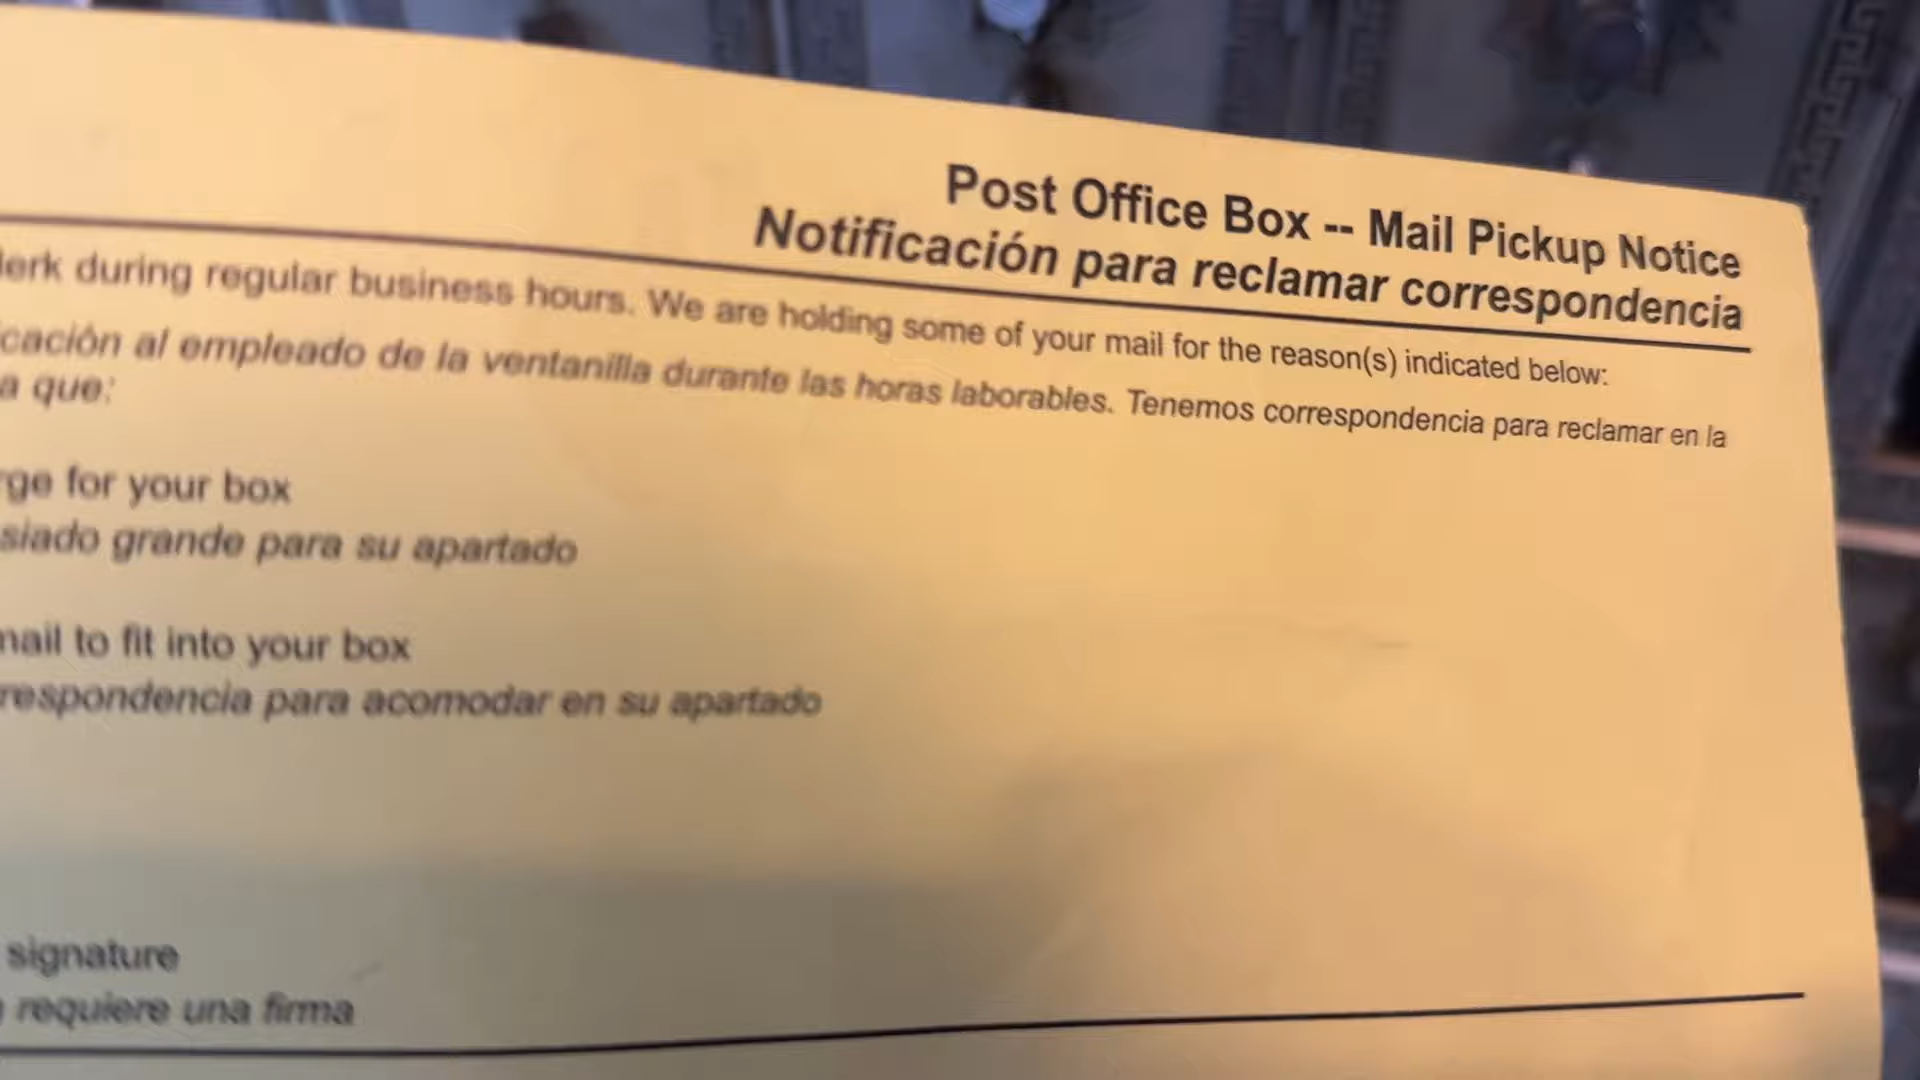 Post Office Box -- Mail Pickup Notice
Notificación para reclamar correspondencia
lerk during regular business hours. We are holding some of your mail for the reason(s) indicated below:
cación al empleado de la ventanilla durante las horas laborables. Tenemos correspondencia para reclamar en la
a que:
rge for your box
siado grande para su apartado
mail to fit into your box
respondencia para acomodar en su apartado
signature
requiere una firma